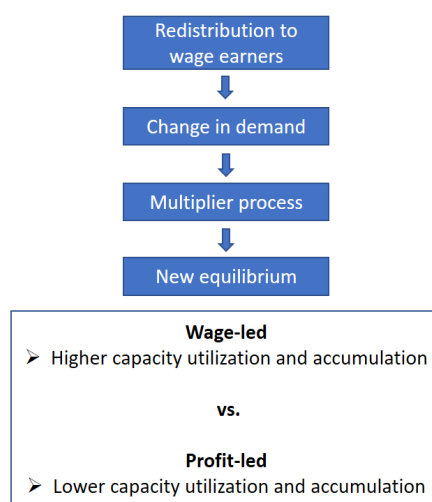 Redistribution to
wage earners
Change in demand
Multiplier process
New equilibrium
Wage-led
➢ Higher capacity utilization and accumulation
vs.
Profit-led
➢ Lower capacity utilization and accumulation